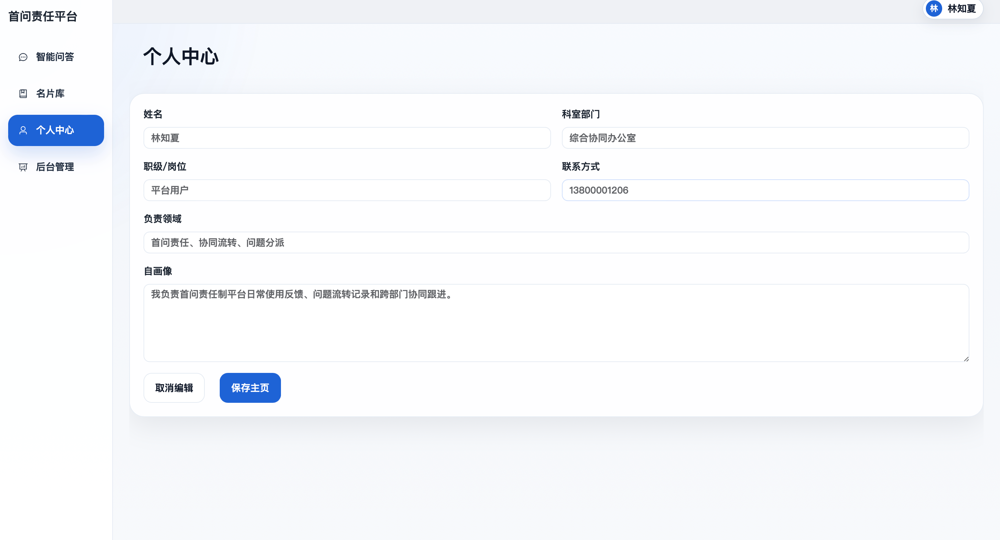 首问责任平台
林 林知夏
智能问答
名片库
个人中心
后台管理
个人中心
姓名
林知夏
科室部门
综合协同办公室
职级/岗位
平台用户
联系方式
13800001206
负责领域
首问责任、协同流转、问题分派
自画像
我负责首问责任制平台日常使用反馈、问题流转记录和跨部门协同跟进。
取消编辑
保存主页